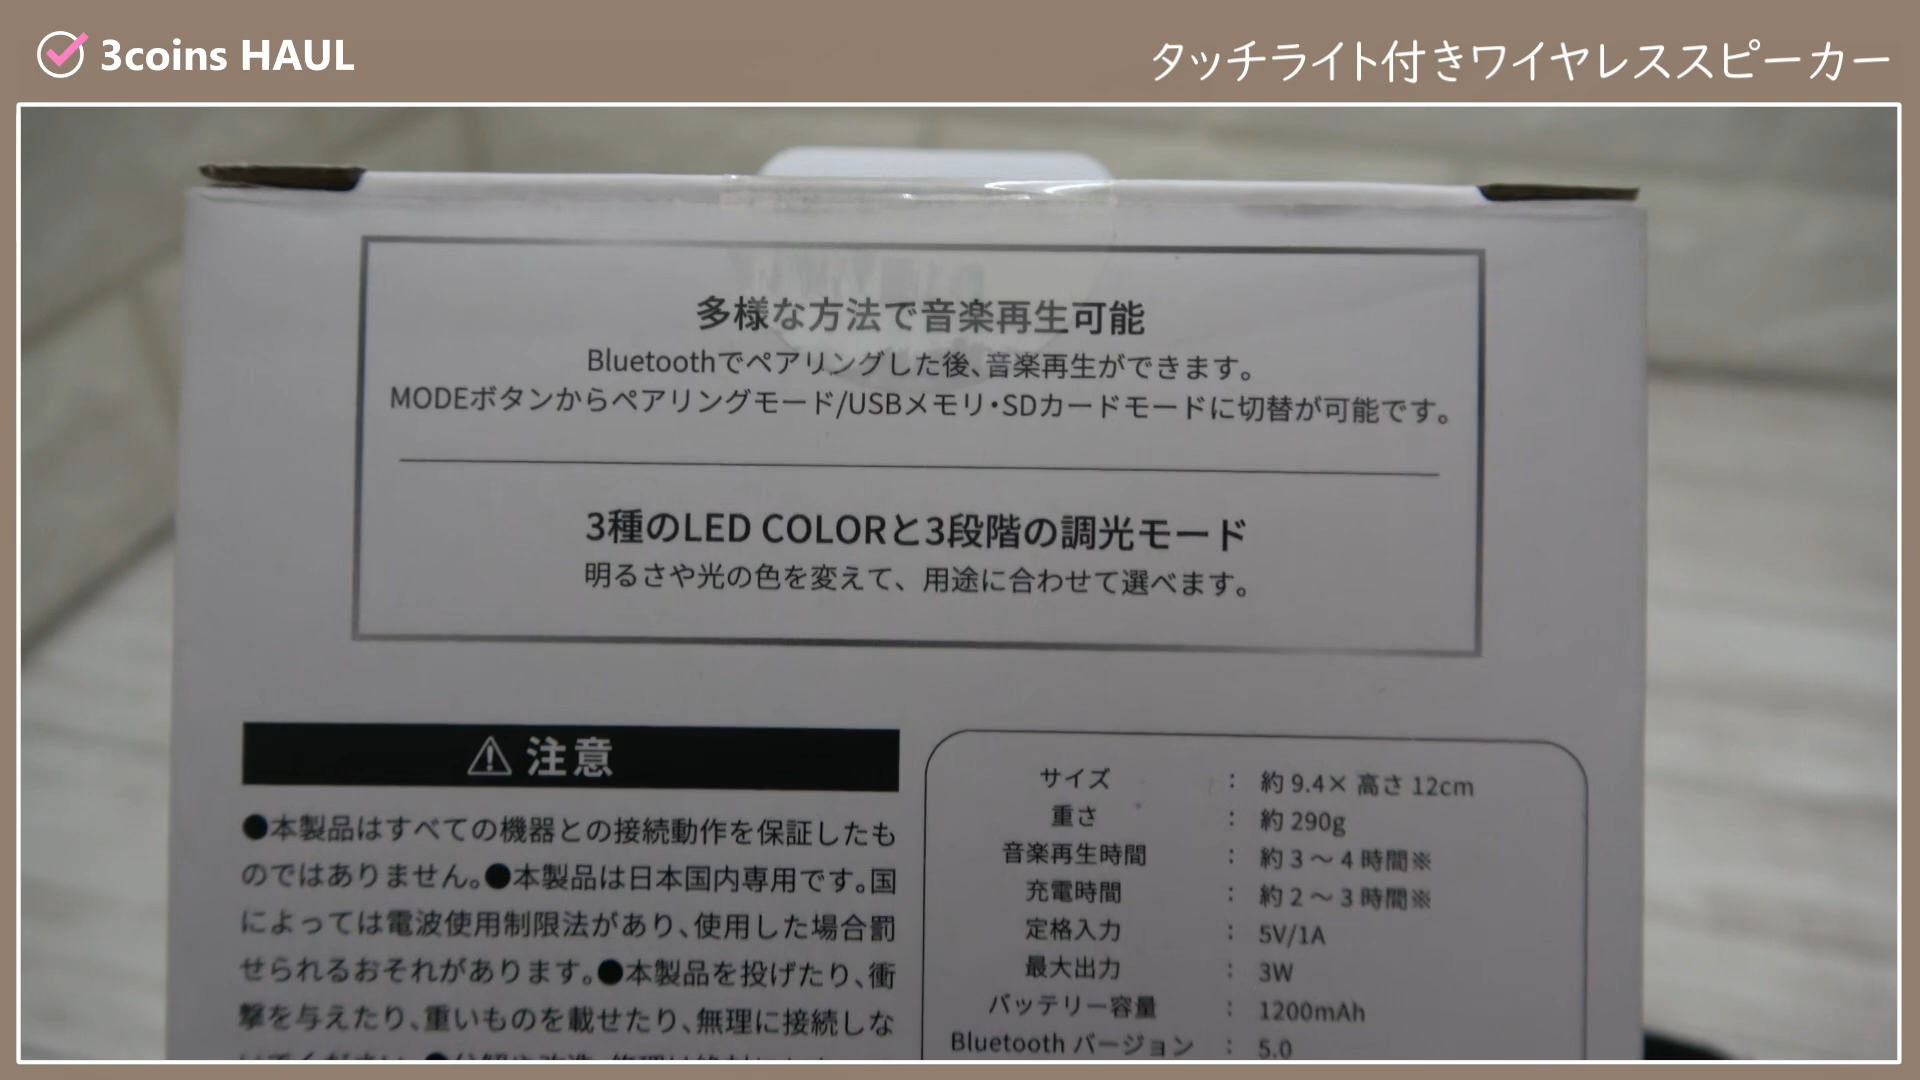 3coins HAUL
タッチライト付きワイヤレススピーカー
多様な方法で音楽再生可能
Bluetoothでペアリングした後、音楽再生ができます。
MODEボタンからペアリングモード/USBメモリ・SDカードモードに切替が可能です。
3種のLED COLORと3段階の調光モード
明るさや光の色を変えて、用途に合わせて選べます。
注意
●本製品はすべての機器との接続動作を保証したも
のではありません。●本製品は日本国内専用です。国
によっては電波使用制限法があり、使用した場合罰
せられるおそれがあります。●本製品を投げたり、衝
撃を与えたり、重いものを載せたり、無理に接続しな
サイズ : 約 9.4× 高さ 12cm
重さ : 約 290g
音楽再生時間 : 約 3 ～ 4 時間※
充電時間 : 約 2 ～ 3 時間※
定格入力 : 5V/1A
最大出力 : 3W
バッテリー容量 : 1200mAh
Bluetooth バージョン : 5.0